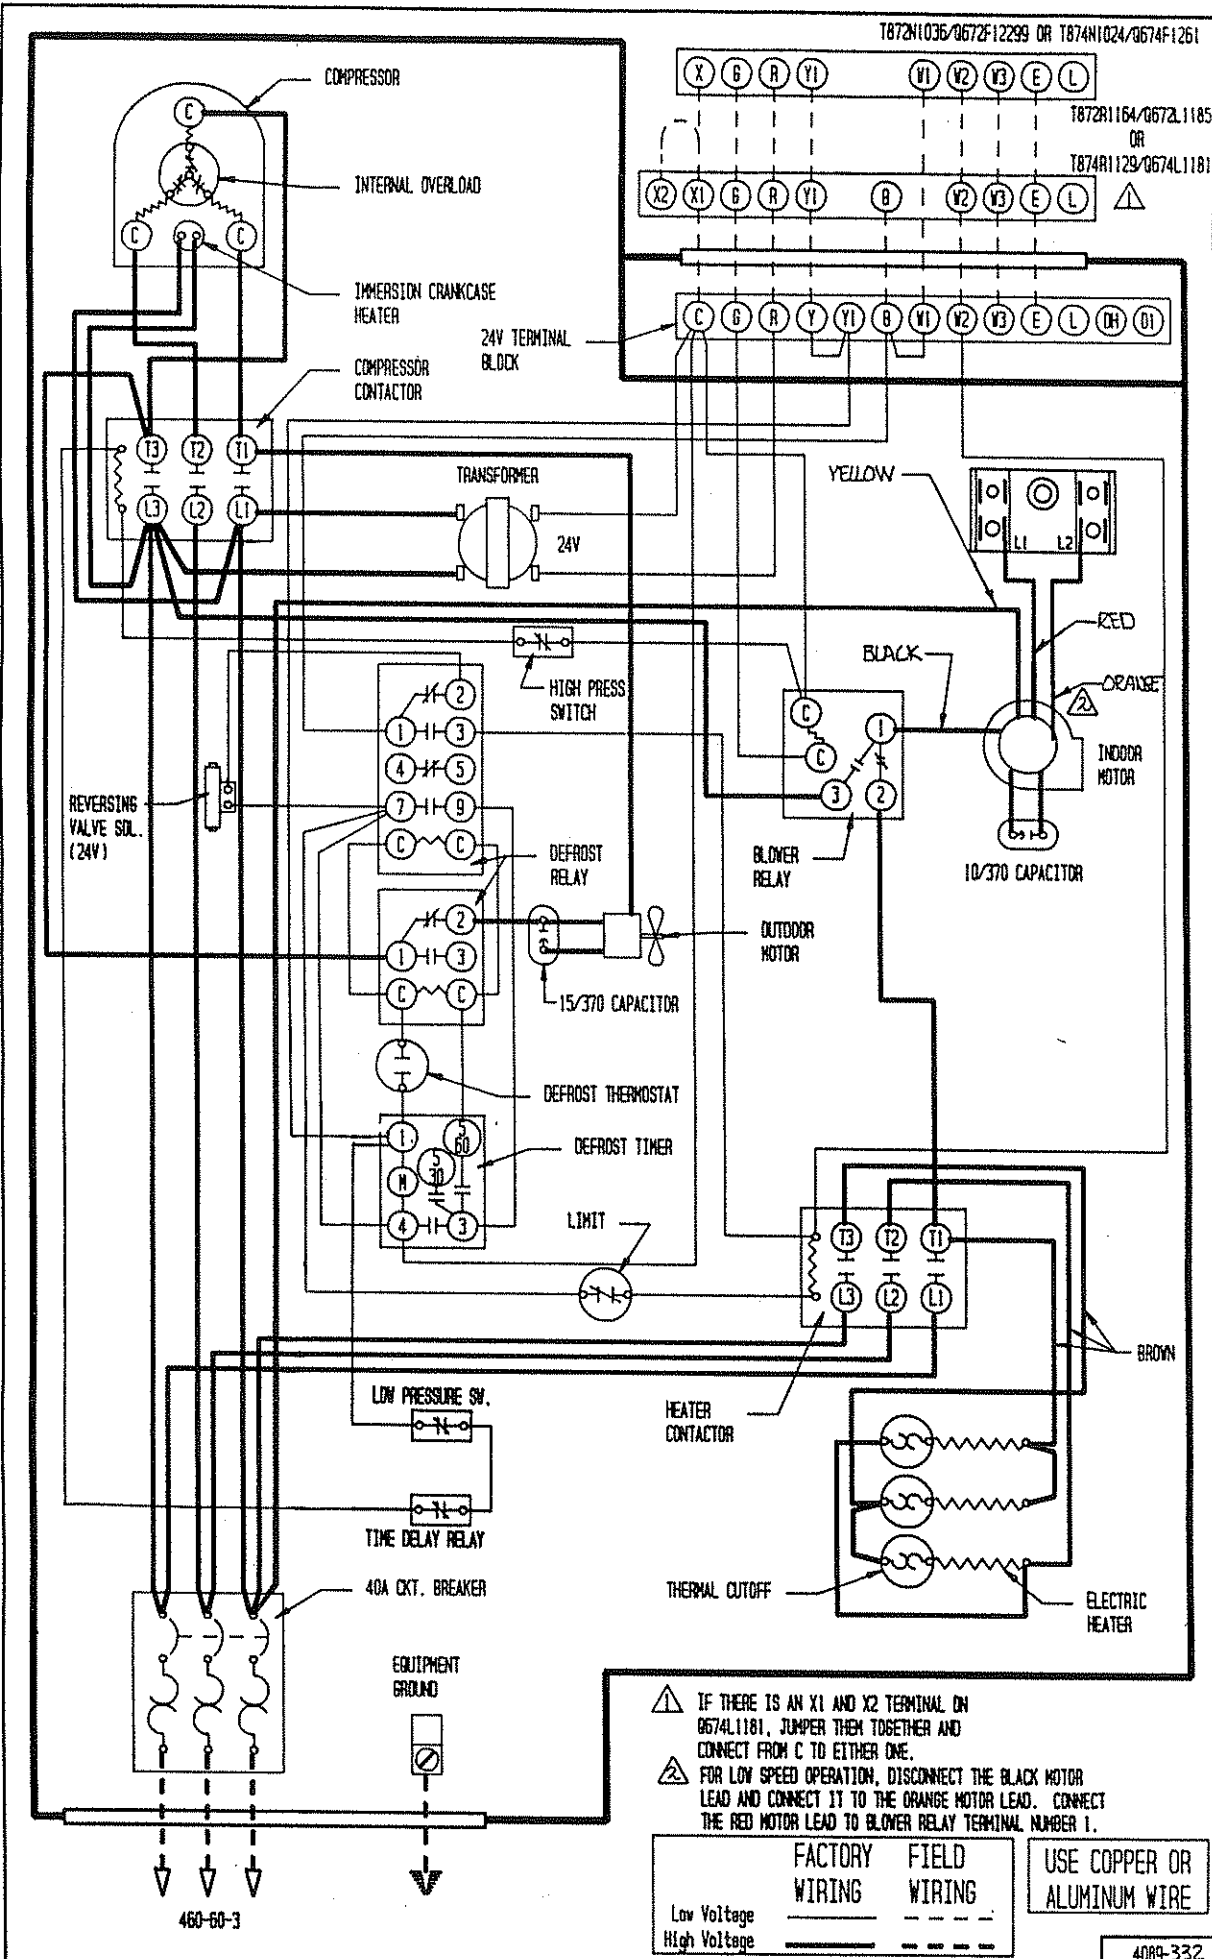 T872N1036/Q672F12299 OR T874N1024/Q674F1261
X G R Y1 W1 W2 W3 E L
T872R1164/Q672L1185
OR
T874R1129/Q674L1181
X2 X1 G R Y1 B W2 W3 E L
1
COMPRESSOR
C
INTERNAL OVERLOAD
C C
IMMERSION CRANKCASE
HEATER
24V TERMINAL
BLOCK
C G R Y Y1 B W1 W2 W3 E L DH D1
COMPRESSOR
CONTACTOR
T3 T2 T1
L3 L2 L1
TRANSFORMER
24V
YELLOW
L1 L2
RED
BLACK
ORANGE
2
HIGH PRESS
SWITCH
2
1 3
4 5
7 9
C C
REVERSING
VALVE SOL.
(24V)
DEFROST
RELAY
C
C
1
3 2
BLOWER
RELAY
INDOOR
MOTOR
10/370 CAPACITOR
2
1 3
C C
OUTDOOR
MOTOR
15/370 CAPACITOR
DEFROST THERMOSTAT
1
5
60
5
30
M
4 3
DEFROST TIMER
LIMIT
T3 T2 T1
L3 L2 L1
BROWN
LOW PRESSURE SW.
HEATER
CONTACTOR
TIME DELAY RELAY
40A CKT. BREAKER
THERMAL CUTOFF
ELECTRIC
HEATER
EQUIPMENT
GROUND
460-60-3
1 IF THERE IS AN X1 AND X2 TERMINAL ON
Q674L1181, JUMPER THEM TOGETHER AND
CONNECT FROM C TO EITHER ONE.
2 FOR LOW SPEED OPERATION, DISCONNECT THE BLACK MOTOR
LEAD AND CONNECT IT TO THE ORANGE MOTOR LEAD. CONNECT
THE RED MOTOR LEAD TO BLOWER RELAY TERMINAL NUMBER 1.
FACTORY FIELD
WIRING WIRING
Low Voltage
High Voltage
USE COPPER OR
ALUMINUM WIRE
4089-332